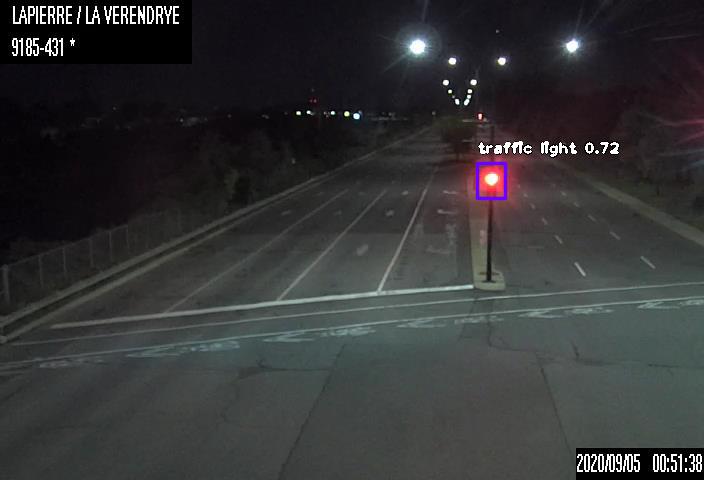 LAPIERRE / LA VERENDRYE
9185-431 *
traffic light 0.72
2020/09/05 00:51:38